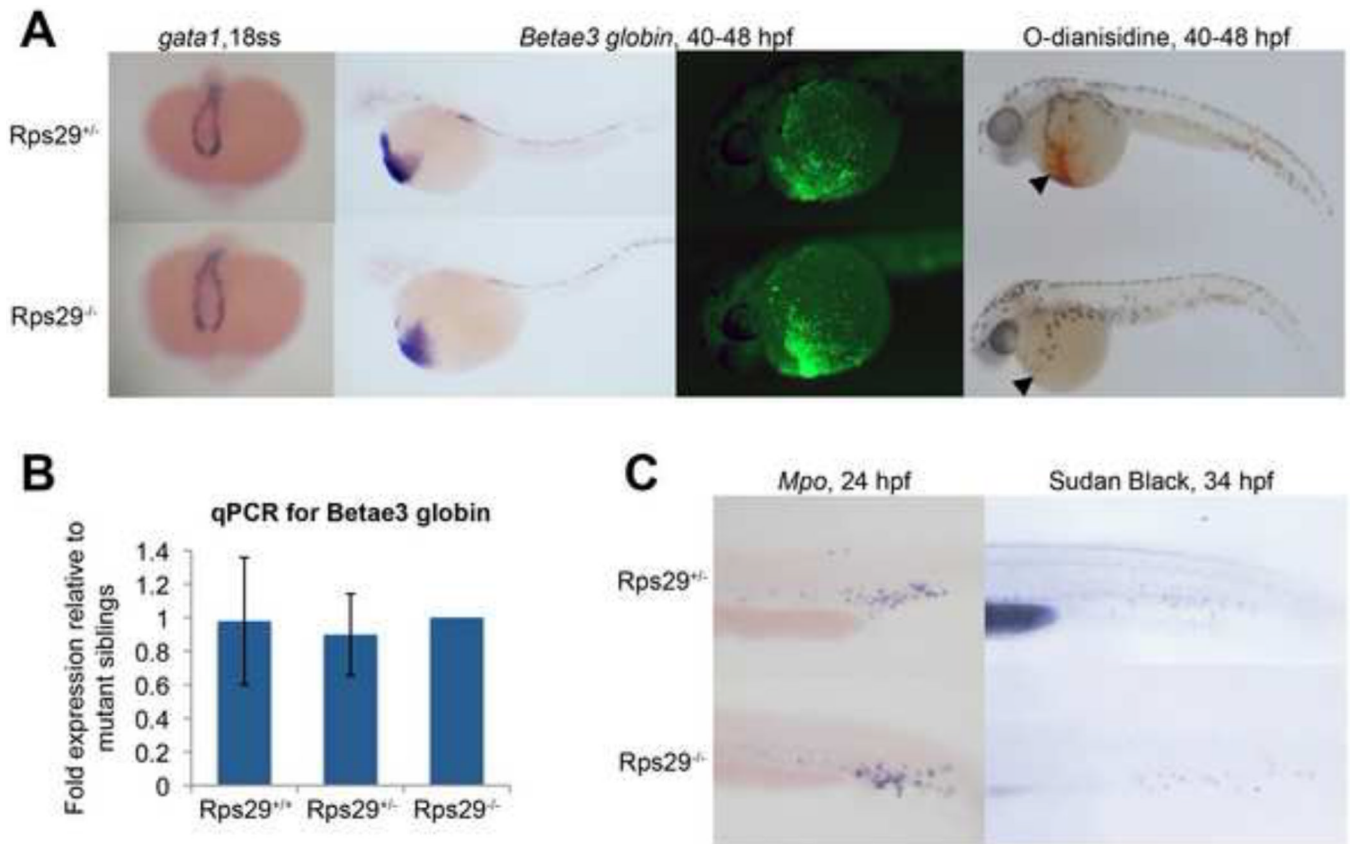 A
gata1, 18ss
Betae3 globin, 40-48 hpf
O-dianisidine, 40-48 hpf
Rps29+/-
Rps29-/-
B
qPCR for Betae3 globin
Fold expression relative to
mutant siblings
1.4
1.2
1
0.8
0.6
0.4
0.2
0
Rps29+/+
Rps29+/-
Rps29-/-
C
Mpo, 24 hpf
Sudan Black, 34 hpf
Rps29+/-
Rps29-/-